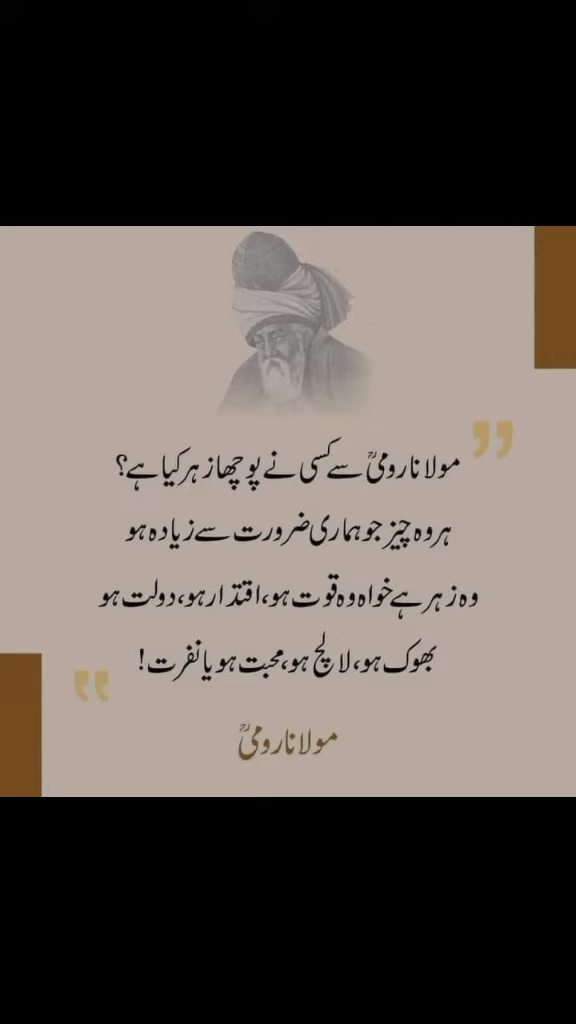 مولانا رومیؒ سے کسی نے پوچھا زہر کیا ہے؟
ہر وہ چیز جو ہماری ضرورت سے زیادہ ہو
وہ زہر ہے خواہ وہ قوت ہو، اقتدار ہو، دولت ہو
بھوک ہو، لالچ ہو، محبت ہو یا نفرت!
مولانا رومیؒ